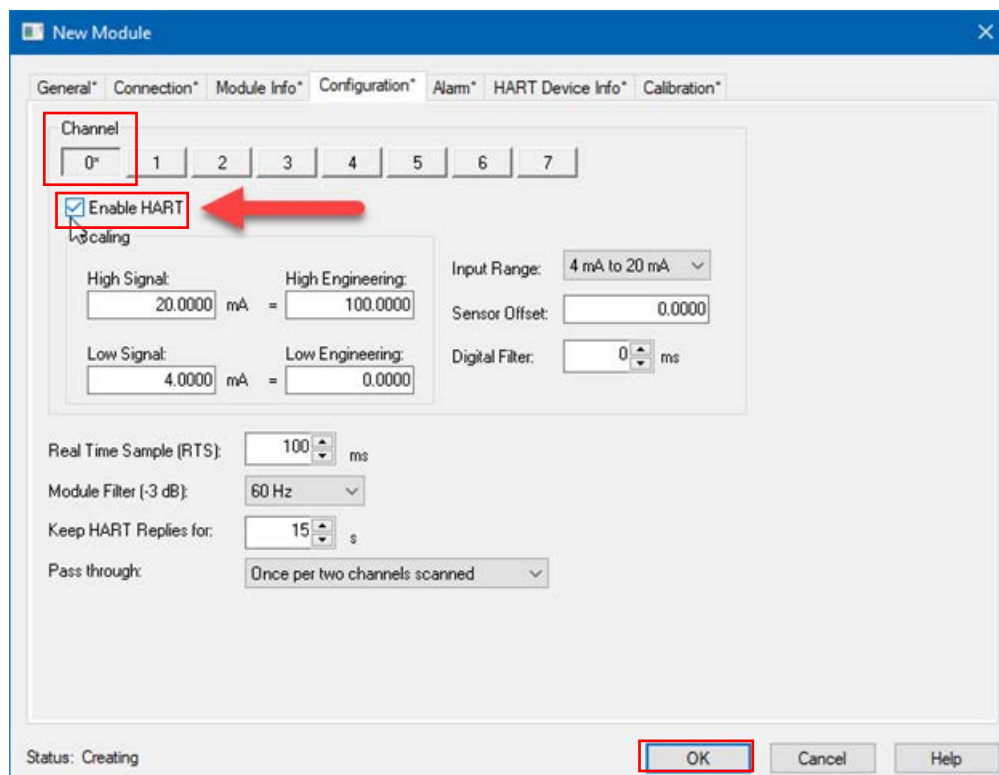 New Module
General* Connection* Module Info* Configuration* Alarm* HART Device Info* Calibration*
Channel
0* 1 2 3 4 5 6 7
Enable HART
Scaling
High Signal: High Engineering:
20.0000 mA = 100.0000
Low Signal: Low Engineering:
4.0000 mA = 0.0000
Input Range: 4 mA to 20 mA
Sensor Offset: 0.0000
Digital Filter: 0 ms
Real Time Sample (RTS): 100 ms
Module Filter (-3 dB): 60 Hz
Keep HART Replies for: 15 s
Pass through: Once per two channels scanned
Status: Creating OK Cancel Help